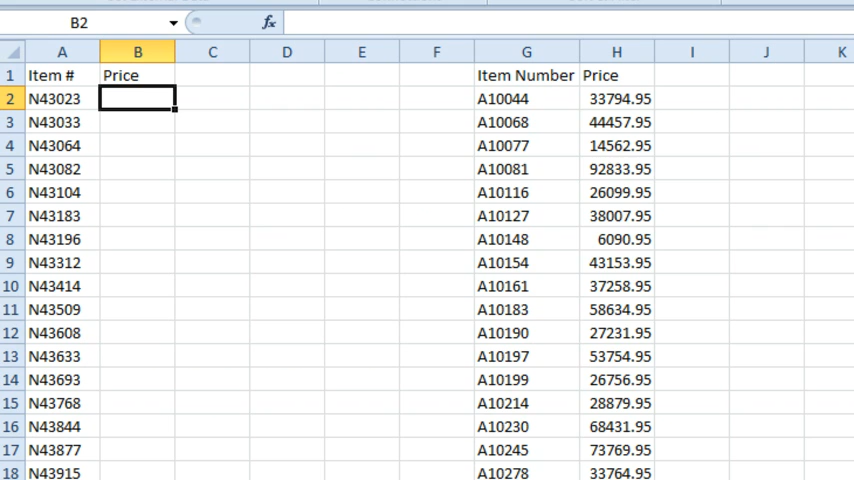 B2 fx
A B C D E F G H I J K
1 Item # Price Item Number Price
2 N43023 A10044 33794.95
3 N43033 A10068 44457.95
4 N43064 A10077 14562.95
5 N43082 A10081 92833.95
6 N43104 A10116 26099.95
7 N43183 A10127 38007.95
8 N43196 A10148 6090.95
9 N43312 A10154 43153.95
10 N43414 A10161 37258.95
11 N43509 A10183 58634.95
12 N43608 A10190 27231.95
13 N43633 A10197 53754.95
14 N43693 A10199 26756.95
15 N43768 A10214 28879.95
16 N43844 A10230 68431.95
17 N43877 A10245 73769.95
18 N43915 A10278 33764.95